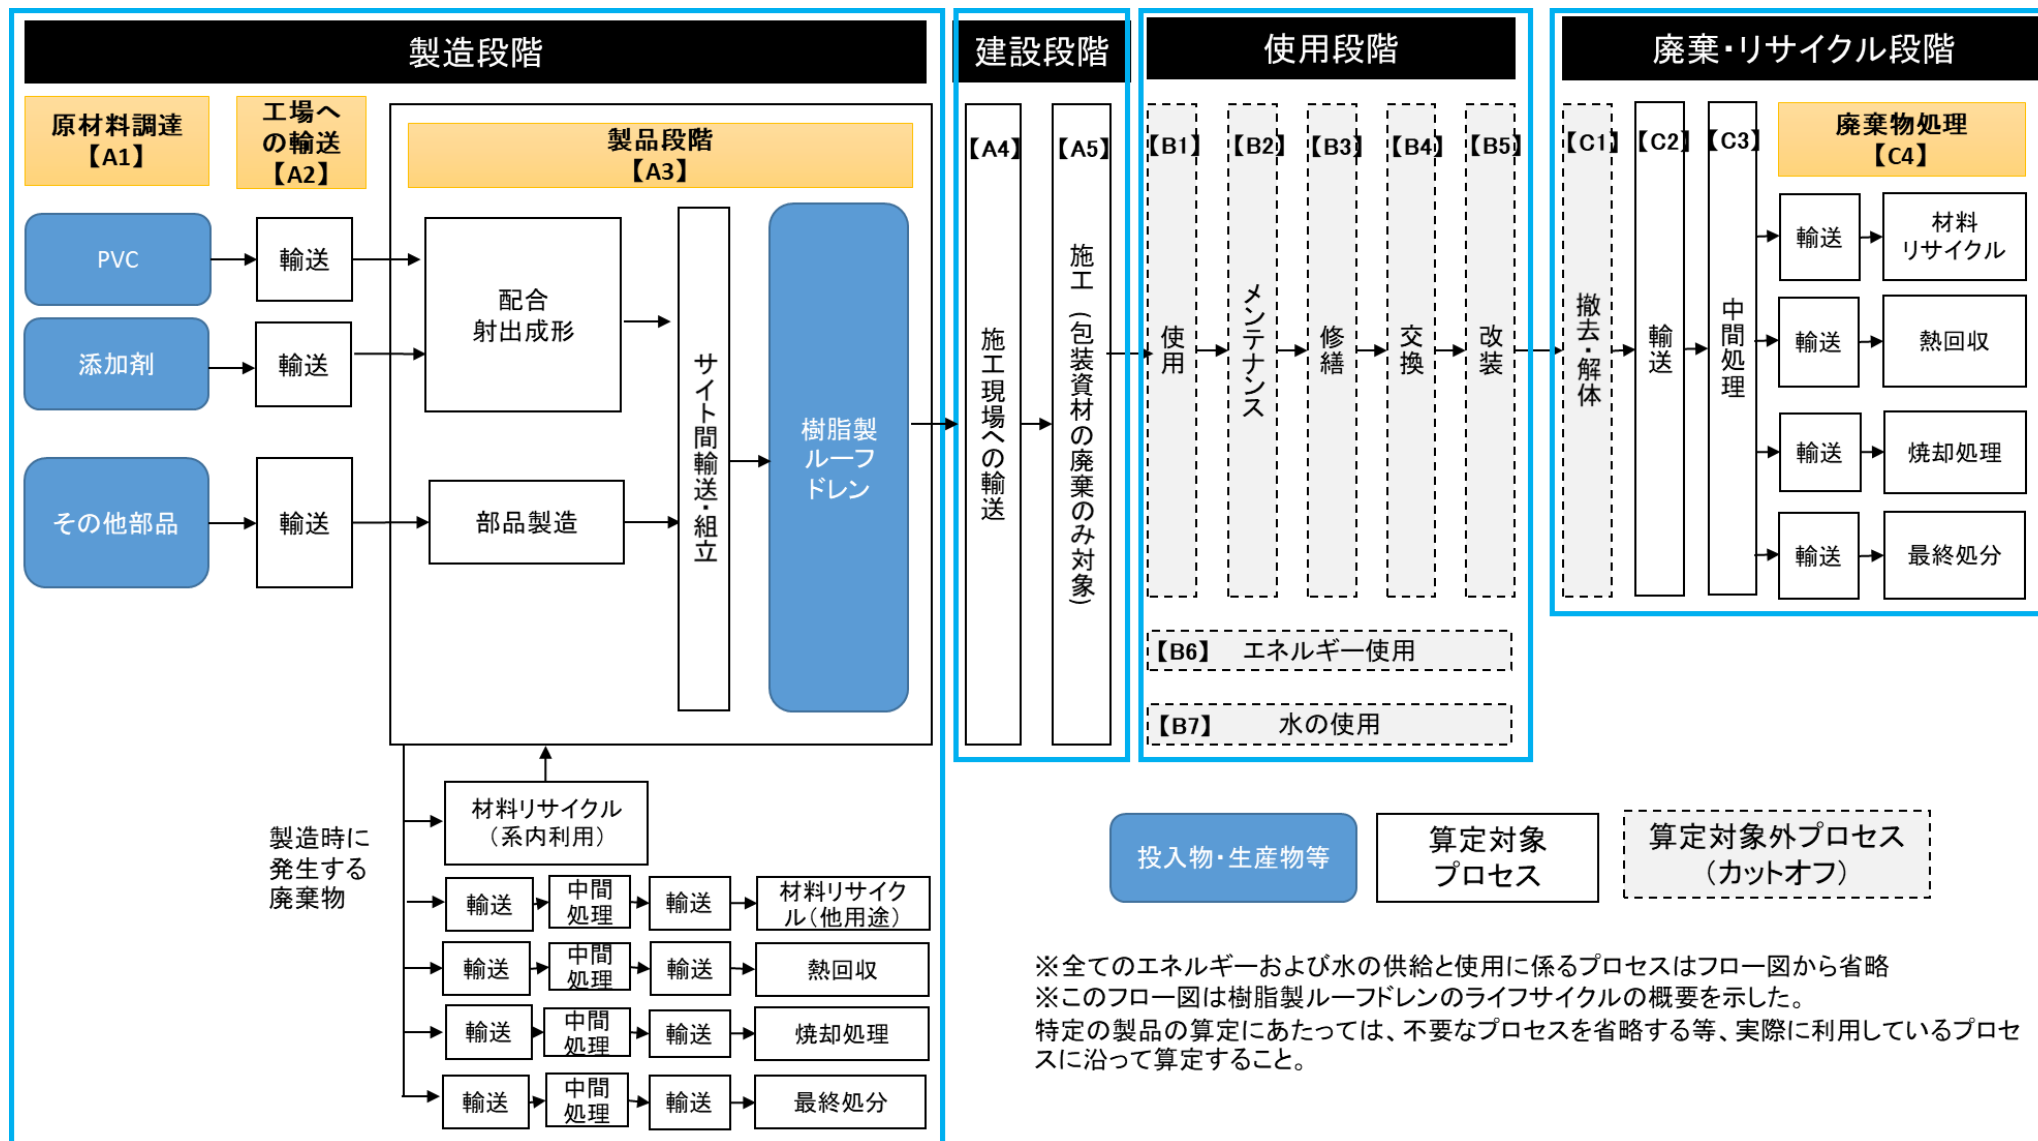 製造段階
原材料調達
【A1】
工場へ
の輸送
【A2】
製品段階
【A3】
PVC
輸送
添加剤
輸送
その他部品
輸送
配合
射出成形
部品製造
サイト間輸送・組立
樹脂製
ルーフ
ドレン
製造時に
発生する
廃棄物
材料リサイクル
（系内利用）
輸送
中間
処理
輸送
材料リサイク
ル（他用途）
輸送
中間
処理
輸送
熱回収
輸送
中間
処理
輸送
焼却処理
輸送
中間
処理
輸送
最終処分
建設段階
【A4】
施工現場への輸送
【A5】
施工（包装資材の廃棄のみ対象）
使用段階
【B1】
使用
【B2】
メンテナンス
【B3】
修繕
【B4】
交換
【B5】
改装
【B6】 エネルギー使用
【B7】 水の使用
廃棄・リサイクル段階
【C1】
撤去・解体
【C2】
輸送
【C3】
中間処理
廃棄物処理
【C4】
輸送
材料
リサイクル
輸送
熱回収
輸送
焼却処理
輸送
最終処分
投入物・生産物等
算定対象
プロセス
算定対象外プロセス
（カットオフ）
※全てのエネルギーおよび水の供給と使用に係るプロセスはフロー図から省略
※このフロー図は樹脂製ルーフドレンのライフサイクルの概要を示した。
特定の製品の算定にあたっては、不要なプロセスを省略する等、実際に利用しているプロセ
スに沿って算定すること。